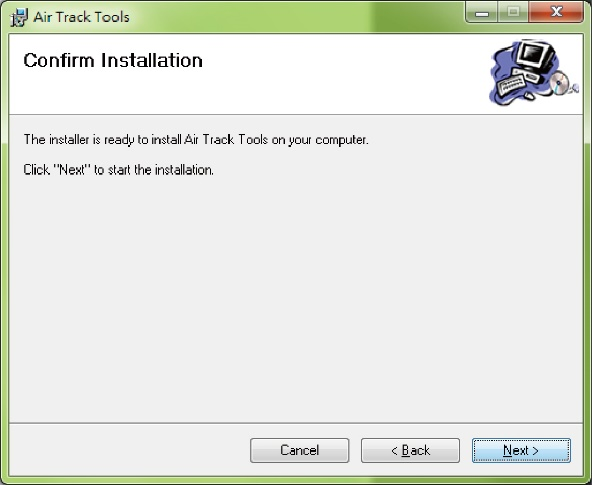 Air Track Tools
Confirm Installation
The installer is ready to install Air Track Tools on your computer.
Click "Next" to start the installation.
Cancel
< Back
Next >